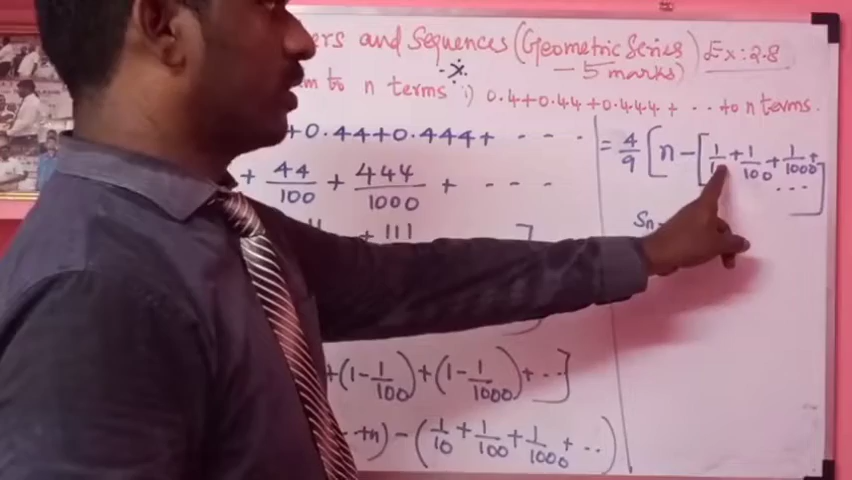 and Sequences (Geometric Series) Ex: 2.8
- 5 marks)
n terms i) 0.4+0.44+0.444+ ·· to n terms.
+0.44+0.444+ - - - -
+ 44/100 + 444/1000 + - - - -
+ 111
+(1-1/100)+(1-1/1000)+··]
+n) - (1/10 + 1/100 + 1/1000 + ··)
= 4/9 [n - [1/ + 1/100 + 1/1000 +
···]
Sn